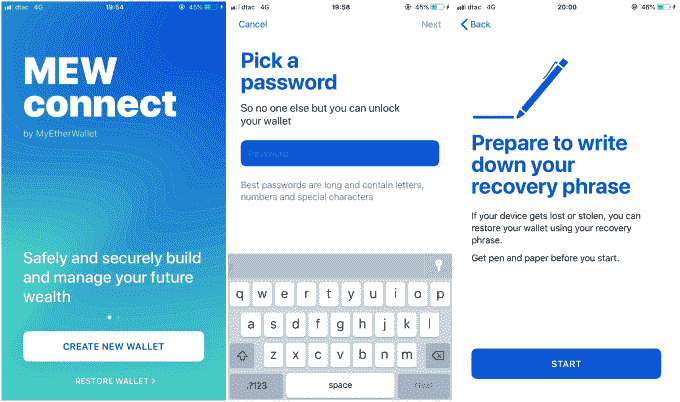 dtac 4G 19:54 45%
MEW
connect
by MyEtherWallet
Safely and securely build
and manage your future
wealth
CREATE NEW WALLET
RESTORE WALLET >
dtac 4G 19:58 45%
Cancel Next
Pick a
password
So no one else but you can unlock
your wallet
Password
Best passwords are long and contain letters,
numbers and special characters
q w e r t y u i o p
a s d f g h j k l
z x c v b n m
.?123 space
dtac 4G 20:00 46%
< Back
Prepare to write
down your
recovery phrase
If your device gets lost or stolen, you can
restore your wallet using your recovery
phrase.
Get pen and paper before you start.
START